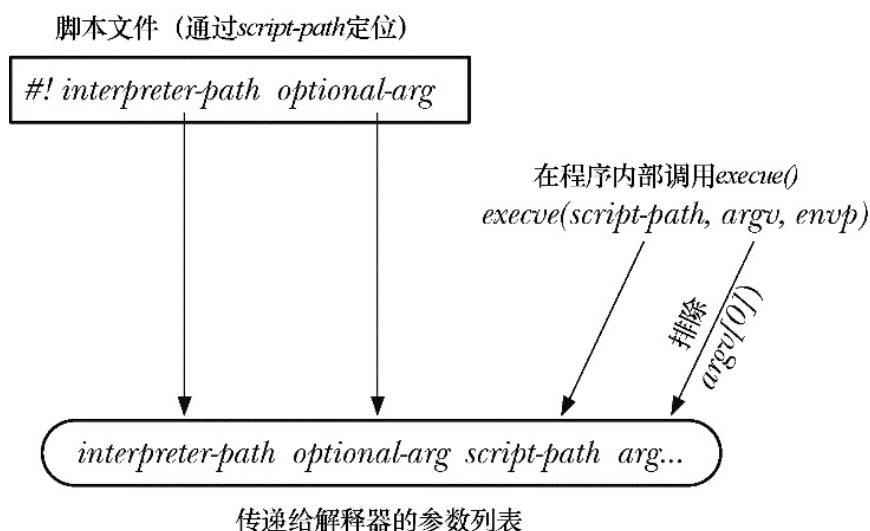 脚本文件（通过script-path定位）
#! interpreter-path optional-arg
在程序内部调用execue()
execve(script-path, argv, envp)
排除
argv[0])
interpreter-path optional-arg script-path arg...
传递给解释器的参数列表